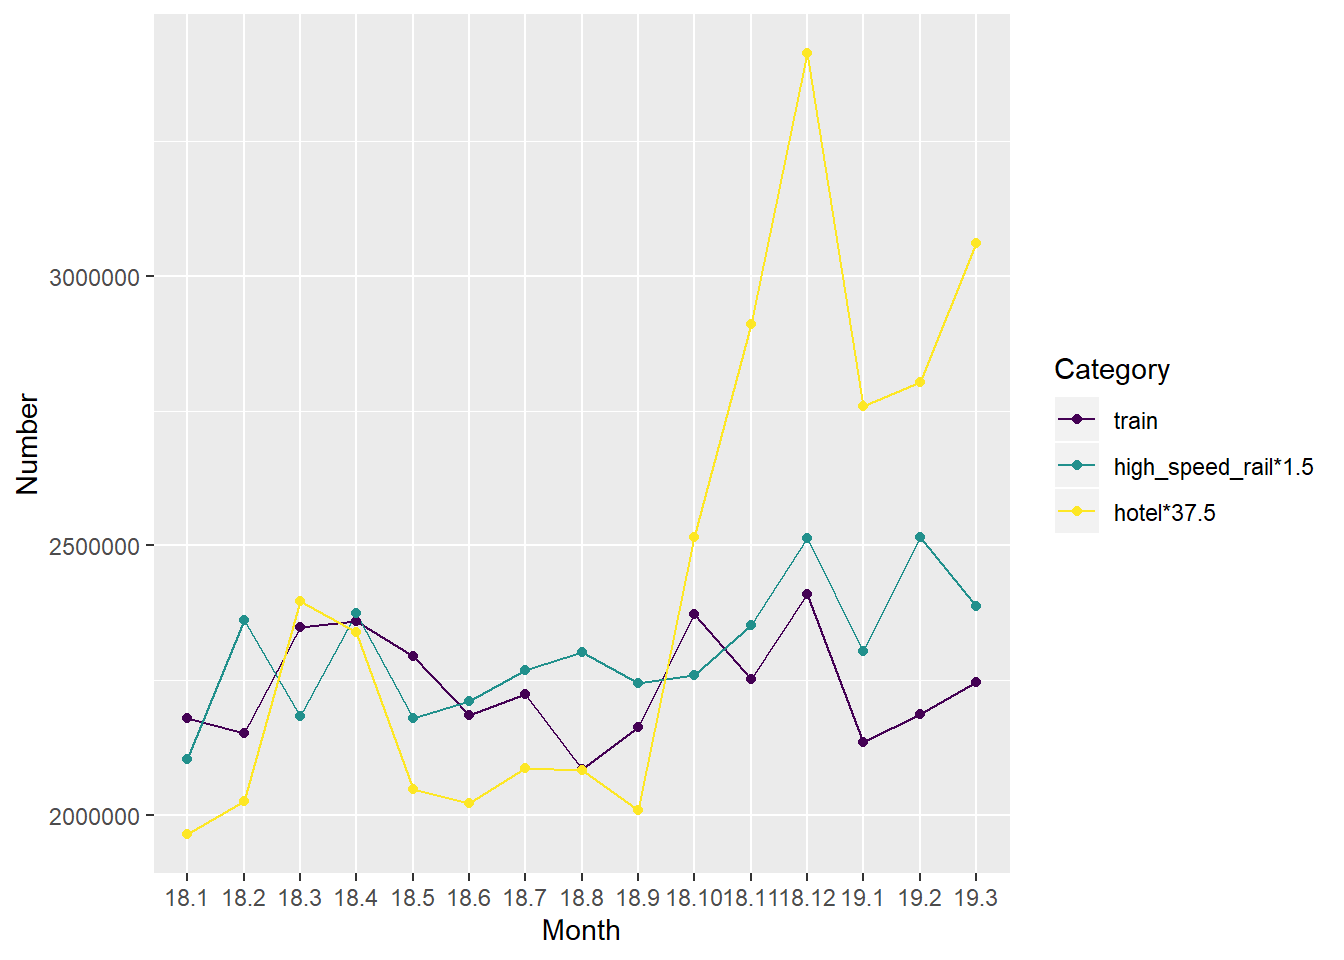 Number
3000000
2500000
2000000
18.1 18.2 18.3 18.4 18.5 18.6 18.7 18.8 18.9 18.10 18.11 18.12 19.1 19.2 19.3
Month
Category
train
high_speed_rail*1.5
hotel*37.5